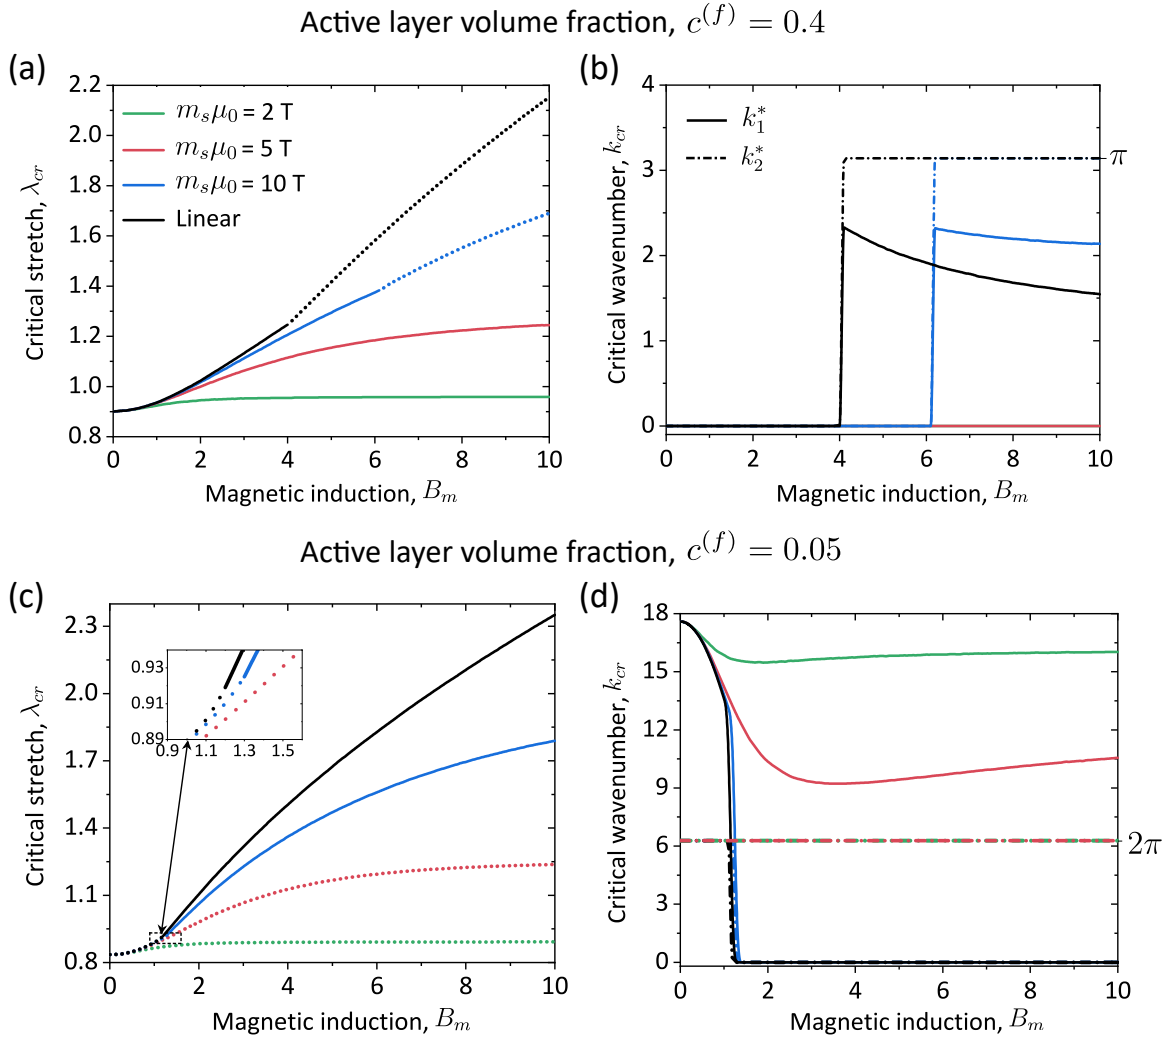 Active layer volume fraction, c^(f) = 0.4
(a)
2.2
2.0
1.8
1.6
1.4
1.2
1.0
0.8
Critical stretch, λ_cr
m_s μ_0 = 2 T
m_s μ_0 = 5 T
m_s μ_0 = 10 T
Linear
0 2 4 6 8 10
Magnetic induction, B_m
(b)
4
3
2
1
0
Critical wavenumber, k_cr
k_1^*
k_2^*
π
0 2 4 6 8 10
Magnetic induction, B_m
Active layer volume fraction, c^(f) = 0.05
(c)
2.3
2.0
1.7
1.4
1.1
0.8
Critical stretch, λ_cr
0.93
0.91
0.89
0.9 1.1 1.3 1.5
0 2 4 6 8 10
Magnetic induction, B_m
(d)
18
15
12
9
6
3
0
Critical wavenumber, k_cr
2π
0 2 4 6 8 10
Magnetic induction, B_m